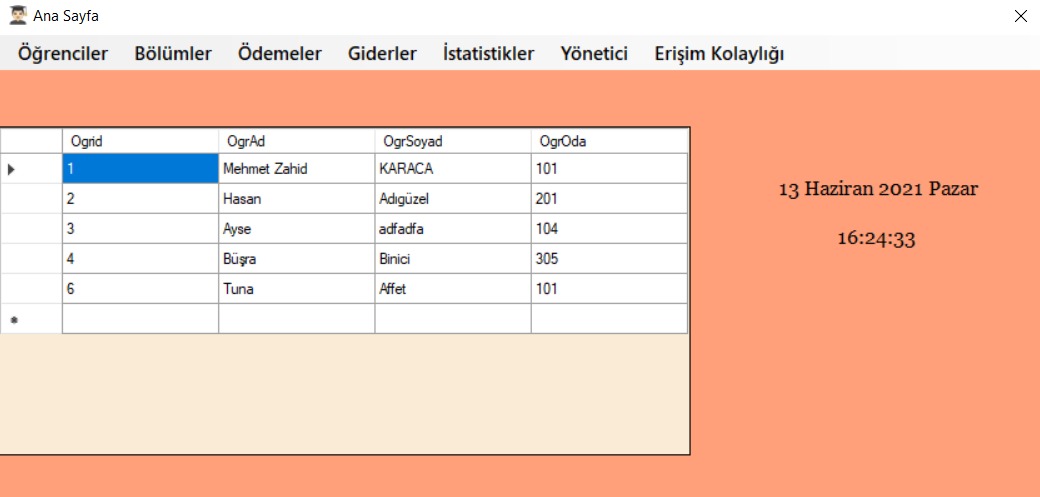 Ana Sayfa
Öğrenciler Bölümler Ödemeler Giderler İstatistikler Yönetici Erişim Kolaylığı
Ogrid OgrAd OgrSoyad OgrOda
1 Mehmet Zahid KARACA 101
2 Hasan Adıgüzel 201
3 Ayse adfadfa 104
4 Büşra Binici 305
6 Tuna Affet 101
13 Haziran 2021 Pazar
16:24:33